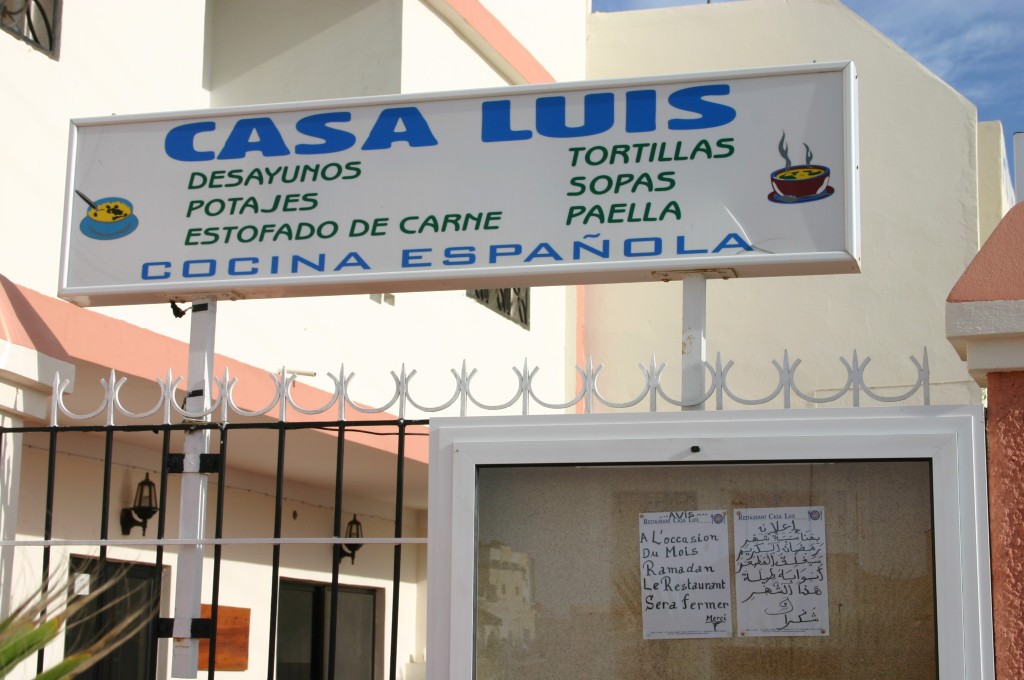 CASA LUIS
DESAYUNOS
POTAJES
ESTOFADO DE CARNE
TORTILLAS
SOPAS
PAELLA
COCINA ESPAÑOLA
AVIS
RESTAURANT CASA LUIS
A L'occasion
Du Mois
Ramadan
Le Restaurant
Sera fermer
Merci
RESTAURANT CASA LUIS
إعلان
بمناسبة شهر
رمضان الكريم
سيغلق المطعم
أبوابه طيلة
هذا الشهر
و
شكرا